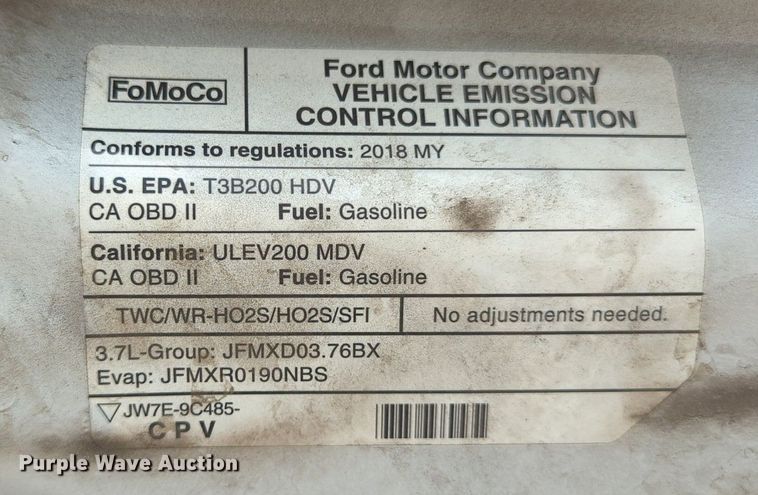 FoMoCo
Ford Motor Company
VEHICLE EMISSION
CONTROL INFORMATION
Conforms to regulations: 2018 MY
U.S. EPA: T3B200 HDV
CA OBD II Fuel: Gasoline
California: ULEV200 MDV
CA OBD II Fuel: Gasoline
TWC/WR-HO2S/HO2S/SFI No adjustments needed.
3.7L-Group: JFMXD03.76BX
Evap: JFMXR0190NBS
JW7E-9C485-
C P V
Purple Wave Auction